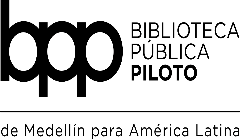 bpp
BIBLIOTECA
PÚBLICA
PILOTO
de Medellín para América Latina